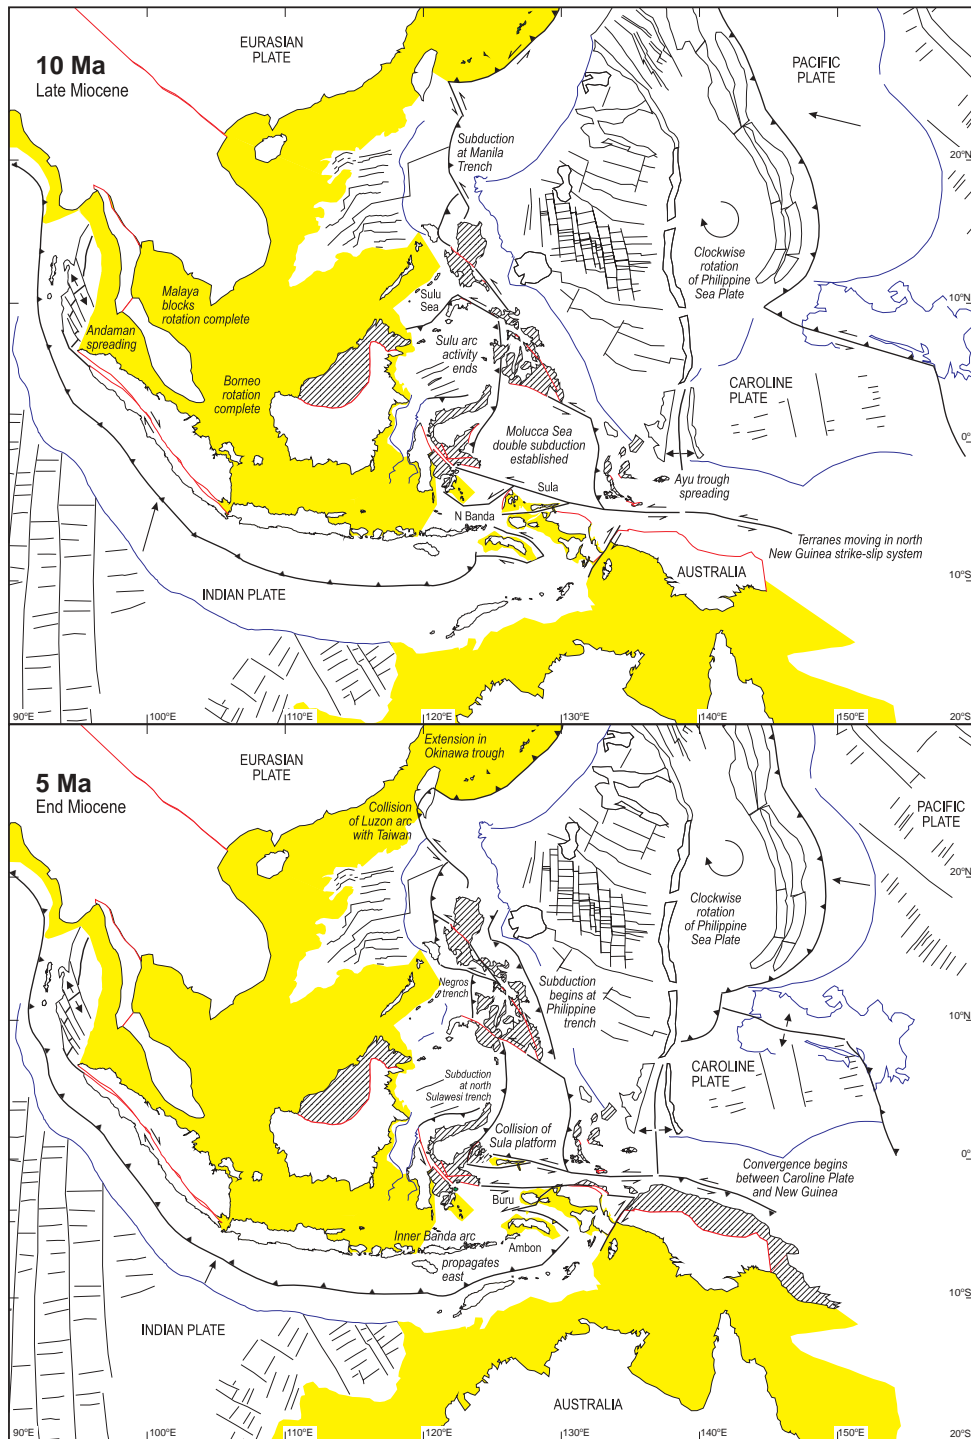 10 Ma
Late Miocene
EURASIAN
PLATE
PACIFIC
PLATE
Subduction
at Manila
Trench
20°N
Clockwise
rotation
of Philippine
Sea Plate
Malaya
blocks
rotation complete
Andaman
spreading
Sulu
Sea
10°N
Sulu arc
activity
ends
Borneo
rotation
complete
CAROLINE
PLATE
Molucca Sea
double subduction
established
0°
Ayu trough
spreading
Sula
N Banda
Terranes moving in north
New Guinea strike-slip system
AUSTRALIA
10°S
INDIAN PLATE
90°E
100°E
110°E
120°E
130°E
140°E
150°E
20°S
5 Ma
End Miocene
EURASIAN
PLATE
Extension in
Okinawa trough
Collision
of Luzon arc
with Taiwan
PACIFIC
PLATE
20°N
Clockwise
rotation
of Philippine
Sea Plate
Negros
trench
Subduction
begins at
Philippine
trench
10°N
CAROLINE
PLATE
Subduction
at north
Sulawesi trench
Collision of
Sula platform
0°
Convergence begins
between Caroline Plate
and New Guinea
Buru
Inner Banda arc
Ambon
propagates
east
10°S
INDIAN PLATE
AUSTRALIA
90°E
100°E
110°E
120°E
130°E
140°E
150°E
20°S